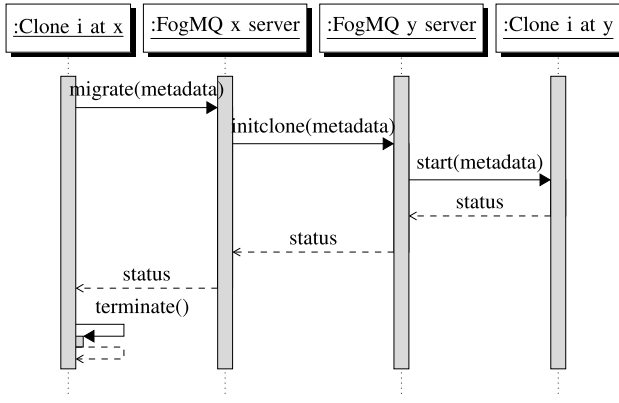 :Clone i at x
:FogMQ x server
:FogMQ y server
:Clone i at y
migrate(metadata)
initclone(metadata)
start(metadata)
status
status
status
terminate()